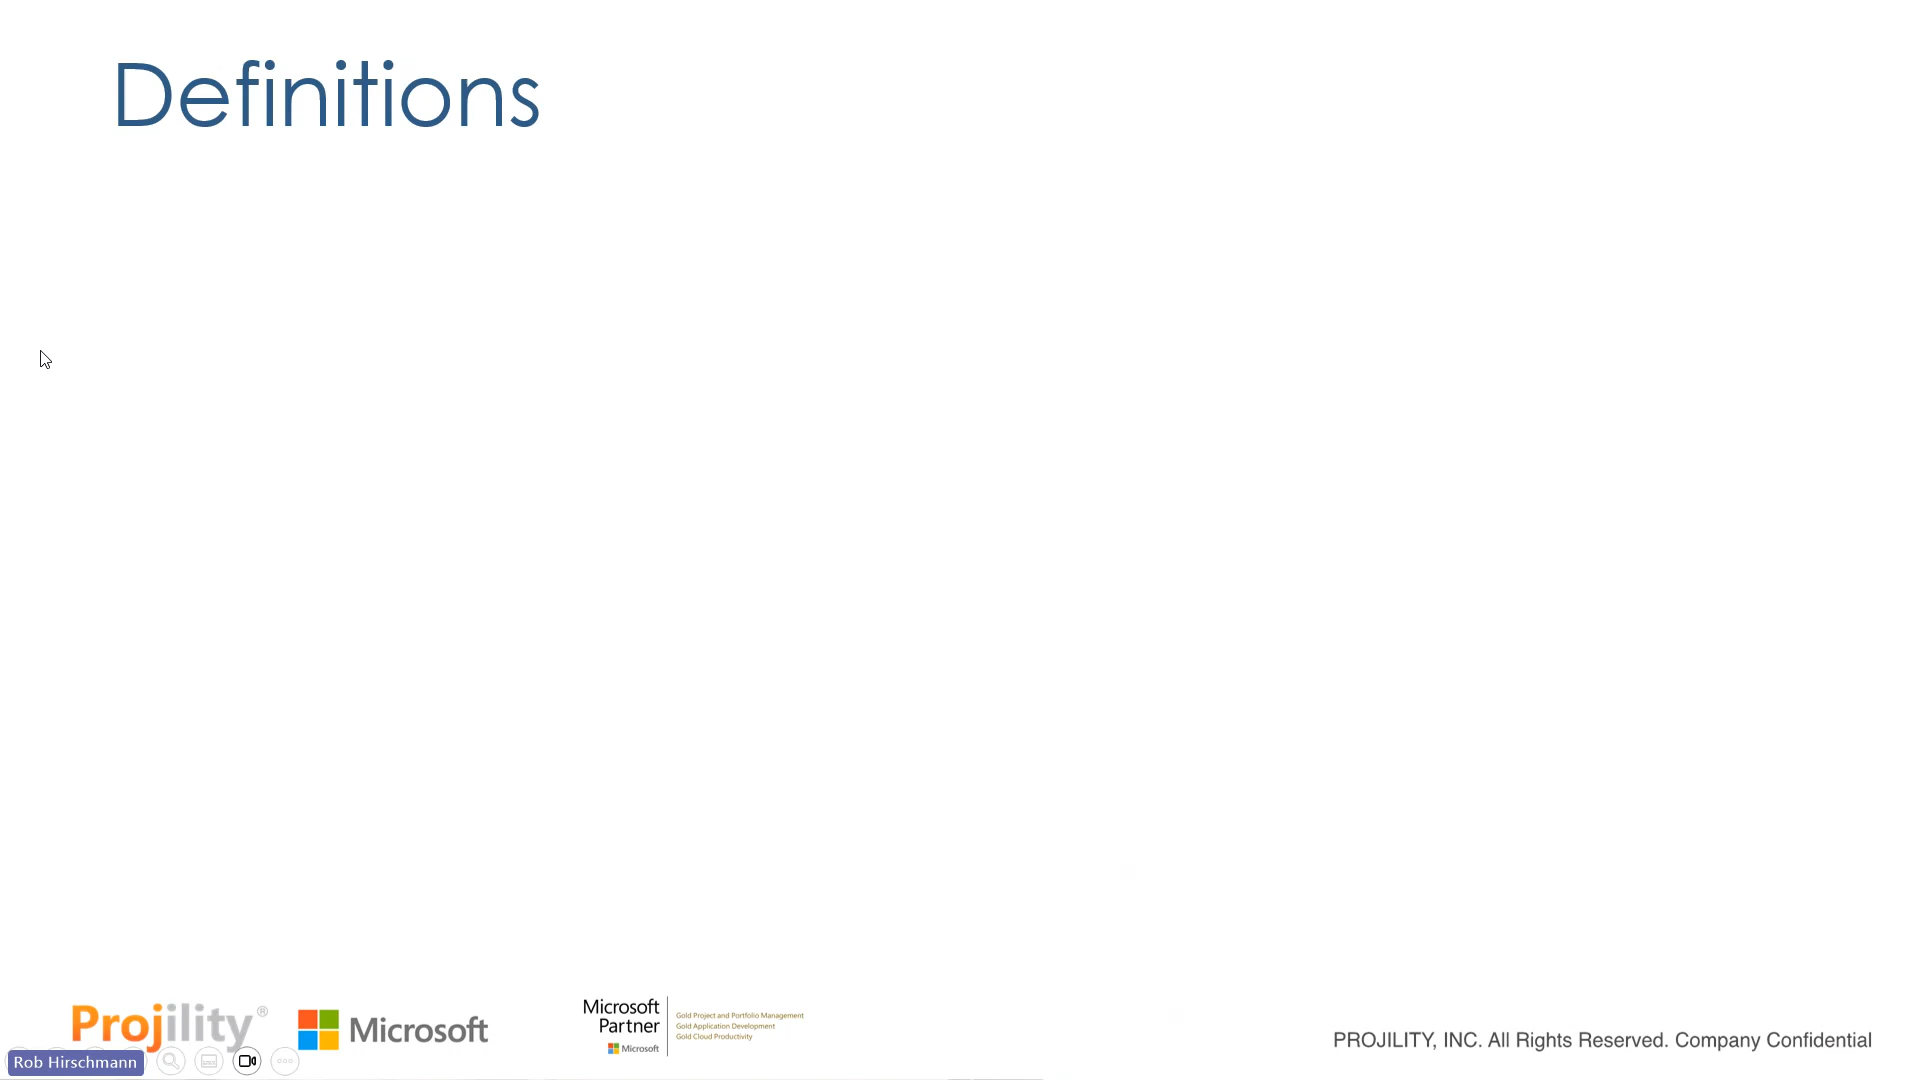 Definitions
Projility®
Microsoft
Microsoft
Partner
Microsoft
Gold Project and Portfolio Management
Gold Application Development
Gold Cloud Productivity
PROJILITY, INC. All Rights Reserved. Company Confidential
Rob Hirschmann